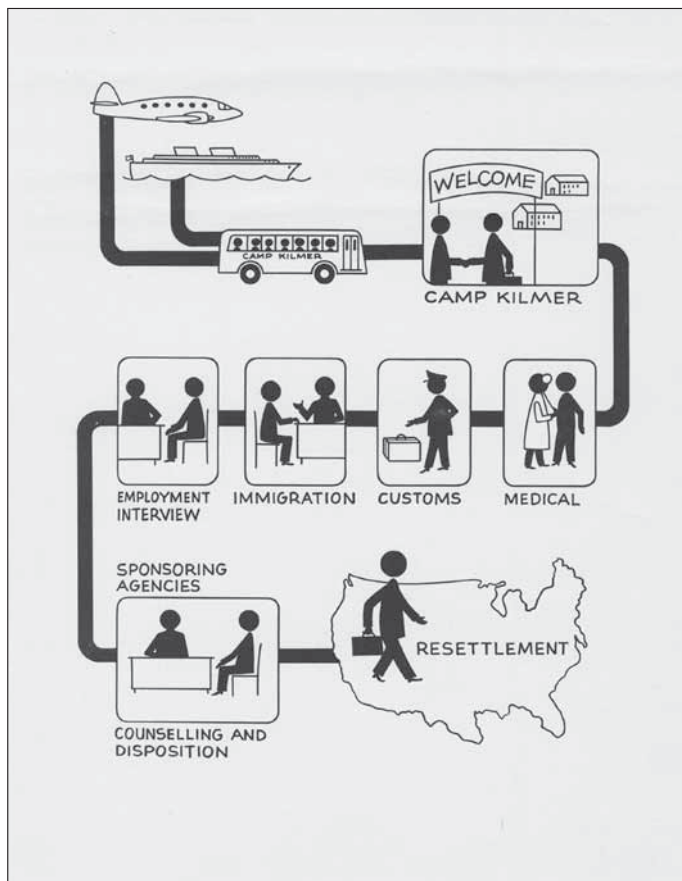 CAMP KILMER
WELCOME
CAMP KILMER
MEDICAL
CUSTOMS
IMMIGRATION
EMPLOYMENT
INTERVIEW
SPONSORING
AGENCIES
COUNSELLING AND
DISPOSITION
RESETTLEMENT